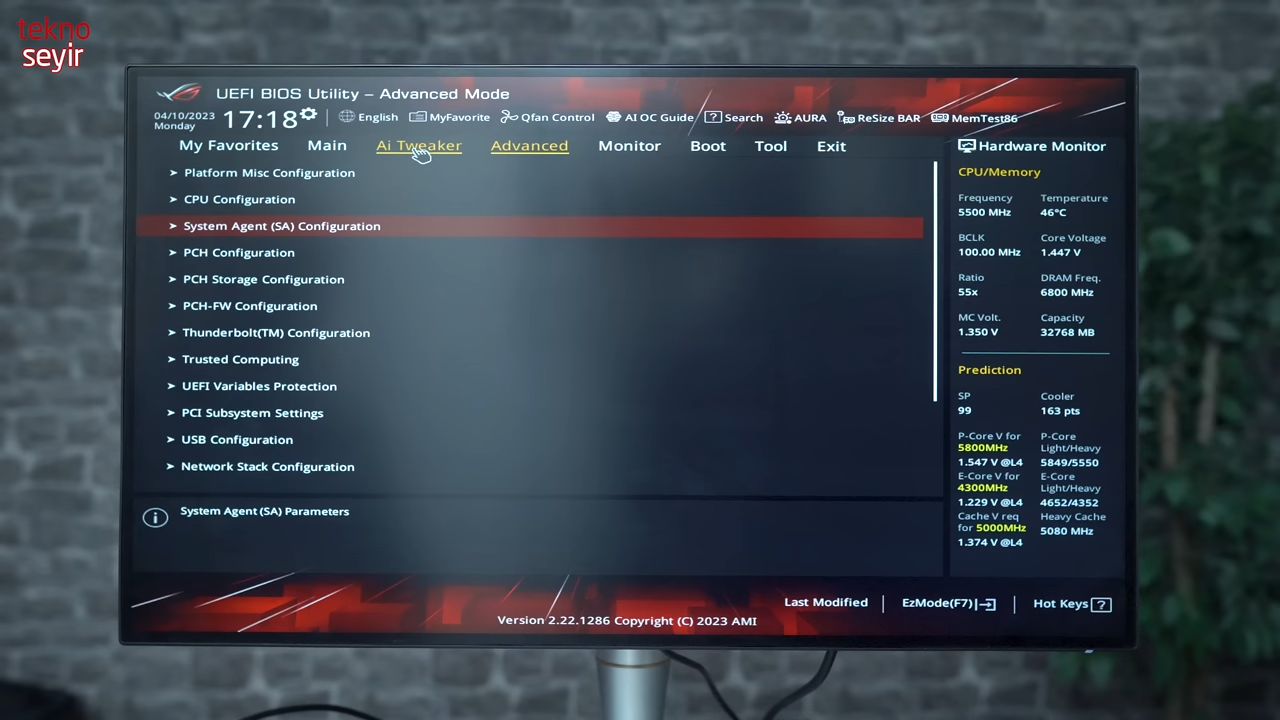 tekno
seyir
UEFI BIOS Utility – Advanced Mode
04/10/2023
Monday
17:18
English
MyFavorite
Qfan Control
AI OC Guide
Search
AURA
ReSize BAR
MemTest86
My Favorites
Main
Ai Tweaker
Advanced
Monitor
Boot
Tool
Exit
Platform Misc Configuration
CPU Configuration
System Agent (SA) Configuration
PCH Configuration
PCH Storage Configuration
PCH-FW Configuration
Thunderbolt(TM) Configuration
Trusted Computing
UEFI Variables Protection
PCI Subsystem Settings
USB Configuration
Network Stack Configuration
System Agent (SA) Parameters
Hardware Monitor
CPU/Memory
Frequency Temperature
5500 MHz 46°C
BCLK Core Voltage
100.00 MHz 1.447 V
Ratio DRAM Freq.
55x 6800 MHz
MC Volt. Capacity
1.350 V 32768 MB
Prediction
SP Cooler
99 163 pts
P-Core V for P-Core
5800MHz Light/Heavy
1.547 V @L4 5849/5550
E-Core V for E-Core
4300MHz Light/Heavy
1.229 V @L4 4652/4352
Cache V req Heavy Cache
for 5000MHz 5080 MHz
1.374 V @L4
Last Modified
EzMode(F7)
Hot Keys ?
Version 2.22.1286 Copyright (C) 2023 AMI